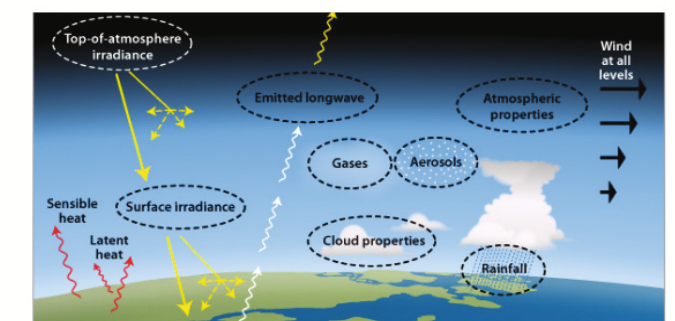 Top-of-atmosphere
irradiance
Wind
at all
levels
Emitted longwave
Atmospheric
properties
Gases
Aerosols
Sensible
heat
Surface irradiance
Latent
heat
Cloud properties
Rainfall